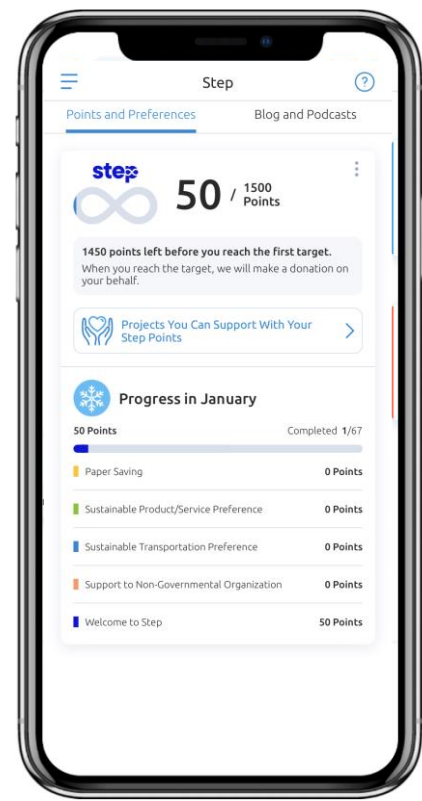 Step
Points and Preferences
Blog and Podcasts
step
50 / 1500
Points
1450 points left before you reach the first target.
When you reach the target, we will make a donation on
your behalf.
Projects You Can Support With Your
Step Points
Progress in January
50 Points
Completed 1/67
Paper Saving
0 Points
Sustainable Product/Service Preference
0 Points
Sustainable Transportation Preference
0 Points
Support to Non-Governmental Organization
0 Points
Welcome to Step
50 Points